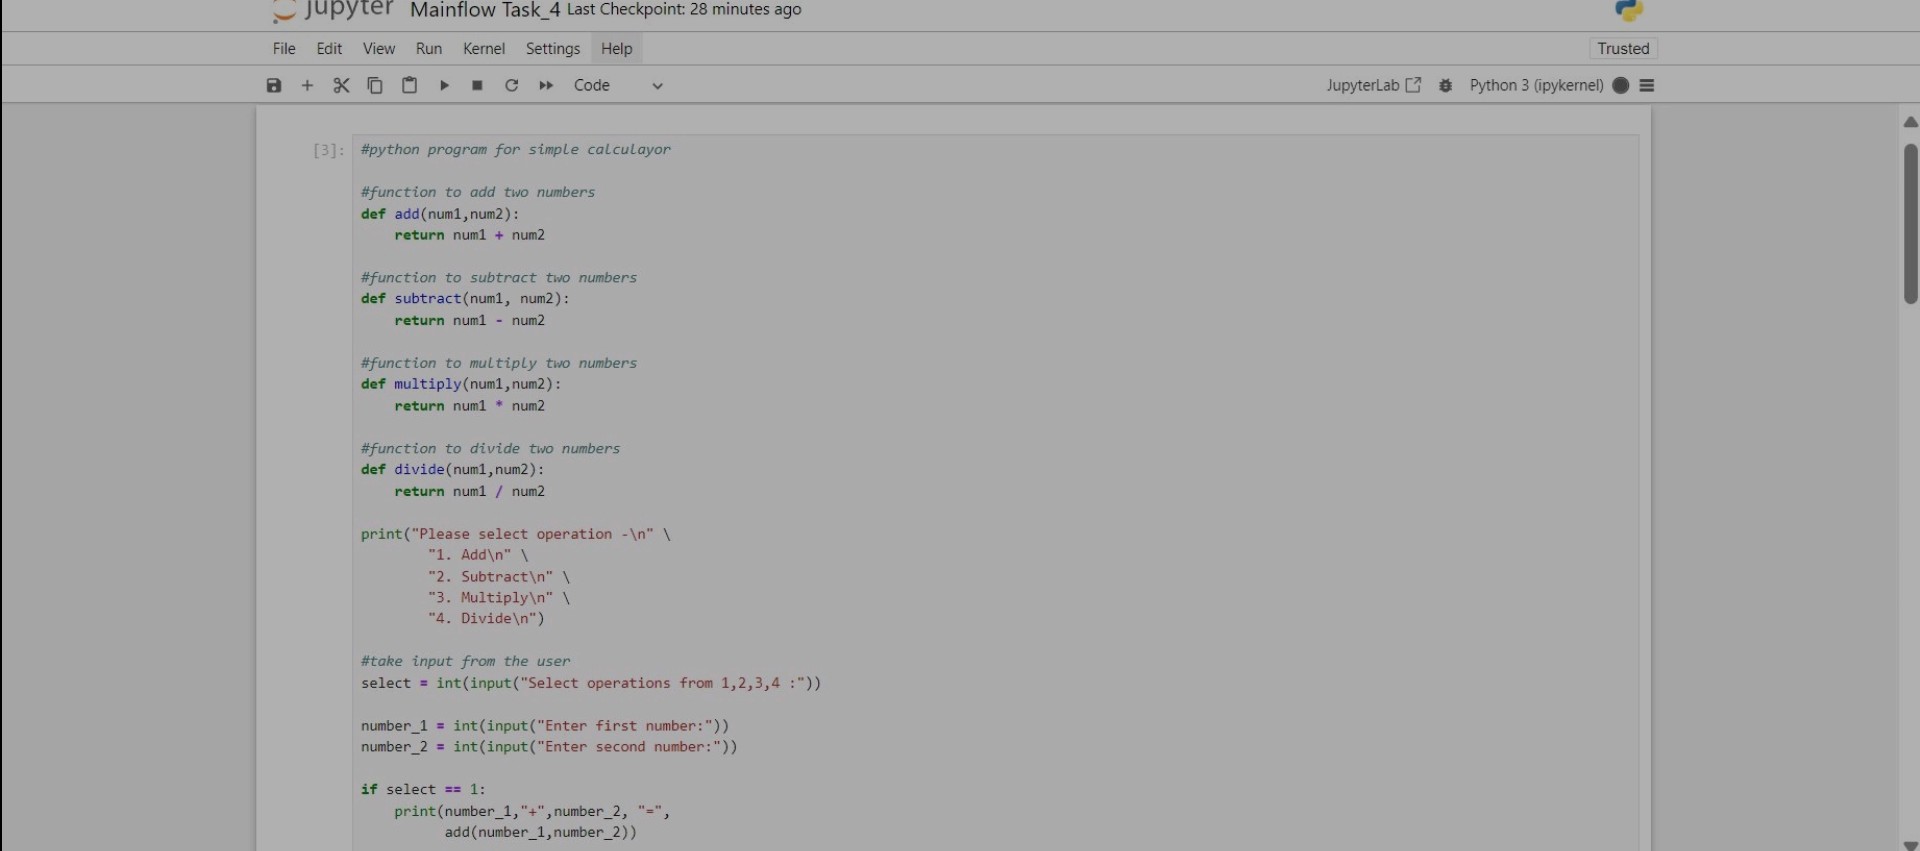 jupyter Mainflow Task_4 Last Checkpoint: 28 minutes ago
File Edit View Run Kernel Settings Help Trusted
Code JupyterLab Python 3 (ipykernel)
[3]: #python program for simple calculayor
#function to add two numbers
def add(num1,num2):
    return num1 + num2
#function to subtract two numbers
def subtract(num1, num2):
    return num1 - num2
#function to multiply two numbers
def multiply(num1,num2):
    return num1 * num2
#function to divide two numbers
def divide(num1,num2):
    return num1 / num2
print("Please select operation -\n" \
        "1. Add\n" \
        "2. Subtract\n" \
        "3. Multiply\n" \
        "4. Divide\n")
#take input from the user
select = int(input("Select operations from 1,2,3,4 :"))
number_1 = int(input("Enter first number:"))
number_2 = int(input("Enter second number:"))
if select == 1:
    print(number_1,"+",number_2, "=",
          add(number_1,number_2))